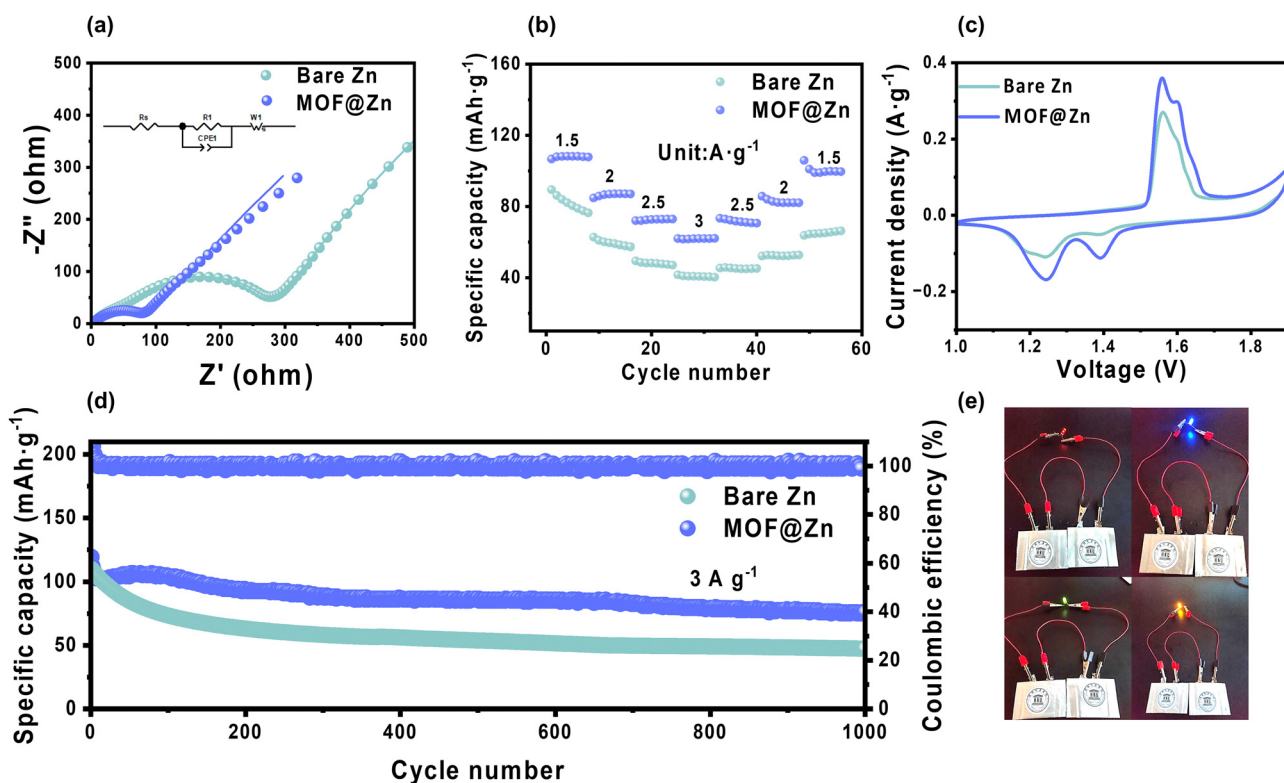 (a)
-Z'' (ohm)
500
400
300
200
100
0
Bare Zn
MOF@Zn
Rs
R1
W1
CPE1
0 100 200 300 400 500
Z' (ohm)
(b)
Specific capacity (mAh·g⁻¹)
160
120
80
40
Bare Zn
MOF@Zn
Unit:A·g⁻¹
1.5
2
2.5
3
2.5
2
1.5
0 20 40 60
Cycle number
(c)
Current density (A·g⁻¹)
0.4
0.2
0.0
−0.2
Bare Zn
MOF@Zn
1.0 1.2 1.4 1.6 1.8
Voltage (V)
(d)
Specific capacity (mAh·g⁻¹)
200
150
100
50
0
Bare Zn
MOF@Zn
3 A g⁻¹
100
80
60
40
20
0
Coulombic efficiency (%)
0 200 400 600 800 1000
Cycle number
(e)